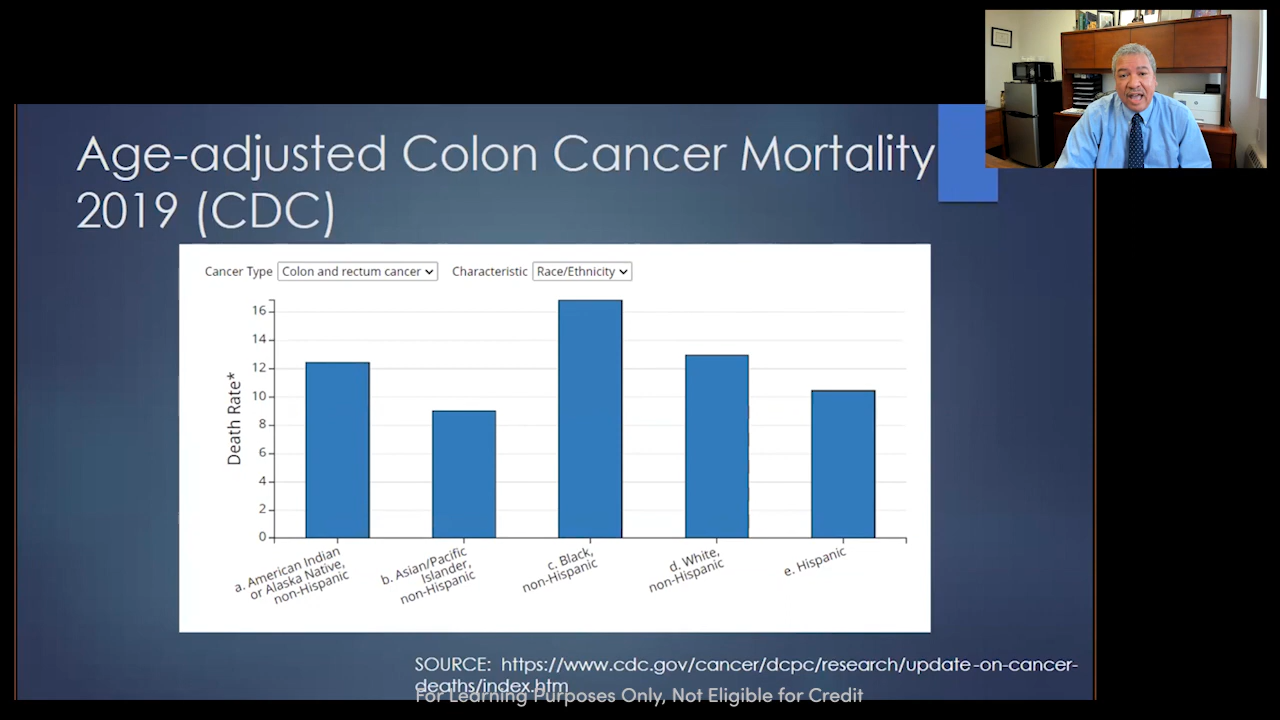 Age-adjusted Colon Cancer Mortality
2019 (CDC)
Cancer Type Colon and rectum cancer Characteristic Race/Ethnicity
16
14
12
10
8
6
4
2
0
Death Rate*
a. American Indian
or Alaska Native,
non-Hispanic
b. Asian/Pacific
Islander,
non-Hispanic
c. Black,
non-Hispanic
d. White,
non-Hispanic
e. Hispanic
SOURCE: https://www.cdc.gov/cancer/dcpc/research/update-on-cancer-
deaths/index.htm
For Learning Purposes Only, Not Eligible for Credit